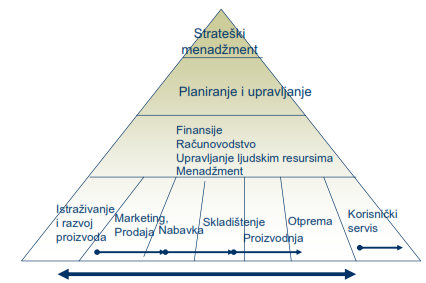 Strateški
menadžment
Planiranje i upravljanje
Finansije
Računovodstvo
Upravljanje ljudskim resursima
Menadžment
Istraživanje
i razvoj
proizvoda
Marketing,
Prodaja
Nabavka
Skladištenje
Proizvodnja
Otprema
Korisnički
servis